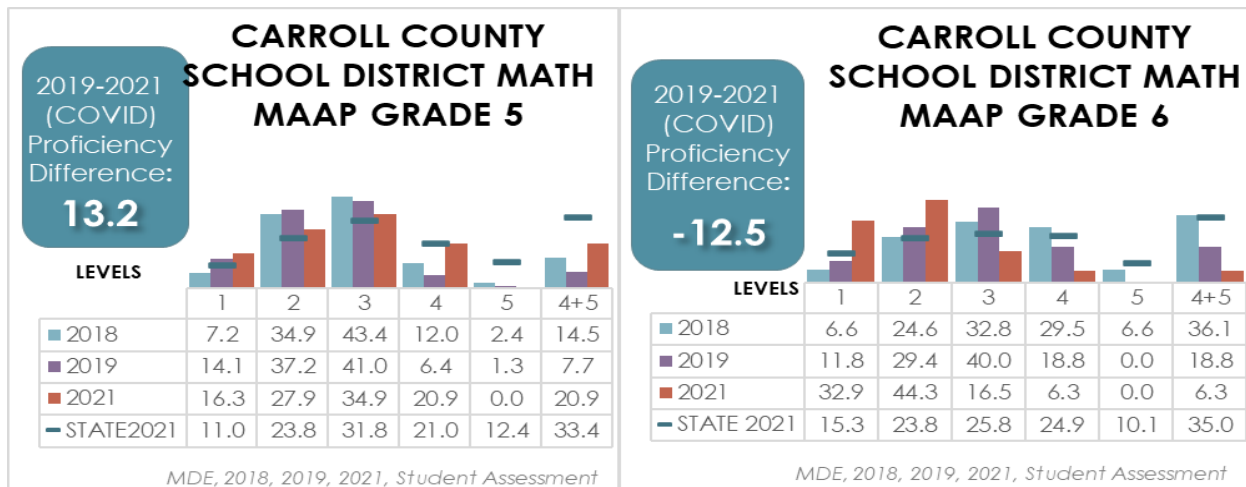 CARROLL COUNTY
SCHOOL DISTRICT MATH
MAAP GRADE 5
2019-2021
(COVID)
Proficiency
Difference:
13.2
LEVELS
1 2 3 4 5 4+5
2018 7.2 34.9 43.4 12.0 2.4 14.5
2019 14.1 37.2 41.0 6.4 1.3 7.7
2021 16.3 27.9 34.9 20.9 0.0 20.9
STATE2021 11.0 23.8 31.8 21.0 12.4 33.4
MDE, 2018, 2019, 2021, Student Assessment
CARROLL COUNTY
SCHOOL DISTRICT MATH
MAAP GRADE 6
2019-2021
(COVID)
Proficiency
Difference:
-12.5
LEVELS
1 2 3 4 5 4+5
2018 6.6 24.6 32.8 29.5 6.6 36.1
2019 11.8 29.4 40.0 18.8 0.0 18.8
2021 32.9 44.3 16.5 6.3 0.0 6.3
STATE 2021 15.3 23.8 25.8 24.9 10.1 35.0
MDE, 2018, 2019, 2021, Student Assessment